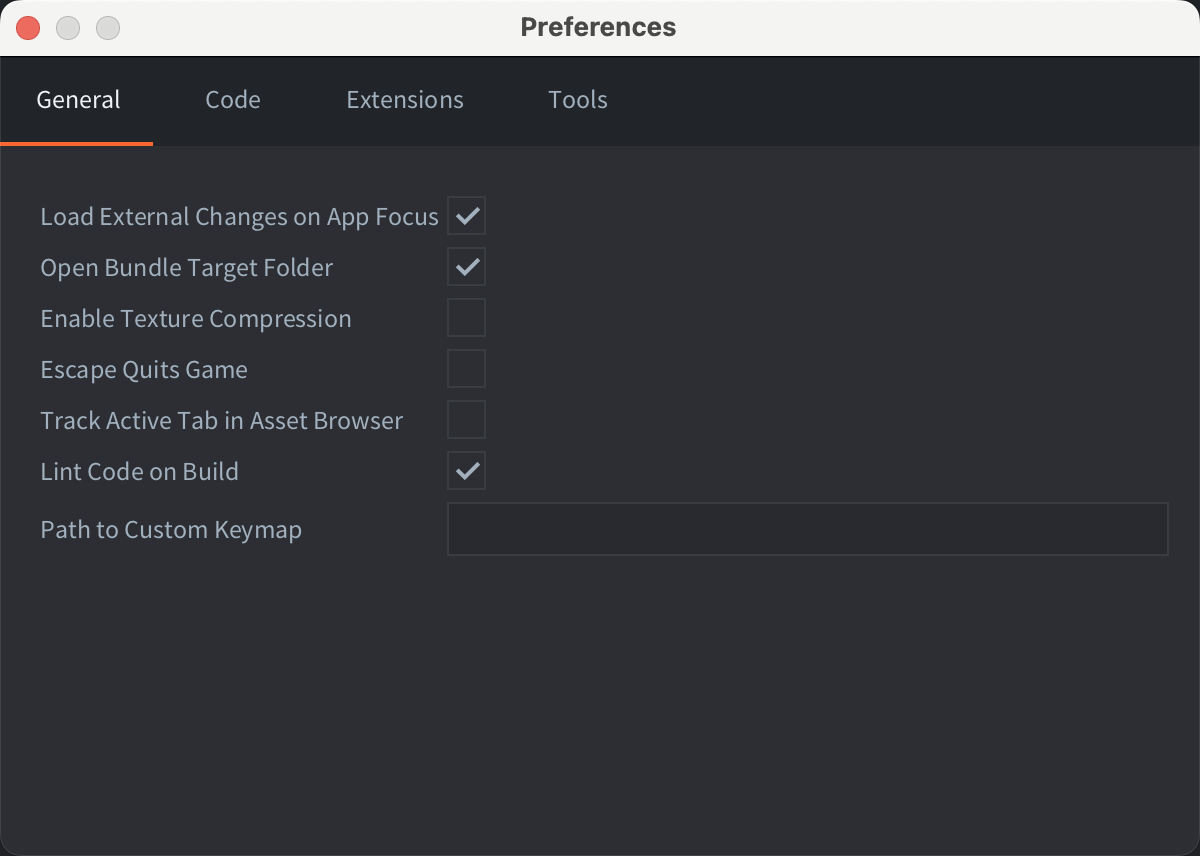 Preferences
General Code Extensions Tools
Load External Changes on App Focus
Open Bundle Target Folder
Enable Texture Compression
Escape Quits Game
Track Active Tab in Asset Browser
Lint Code on Build
Path to Custom Keymap